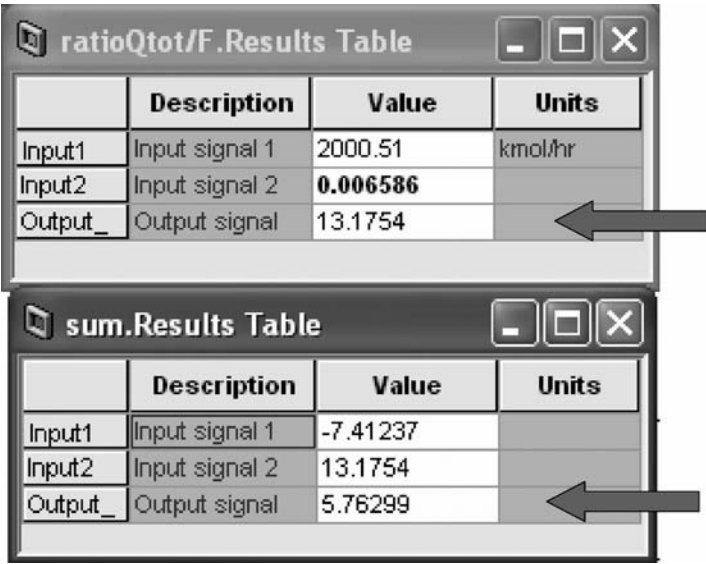 ratioQtot/F.Results Table
Description Value Units
Input1 Input signal 1 2000.51 kmol/hr
Input2 Input signal 2 0.006586
Output_ Output signal 13.1754
sum.Results Table
Description Value Units
Input1 Input signal 1 -7.41237
Input2 Input signal 2 13.1754
Output_ Output signal 5.76299